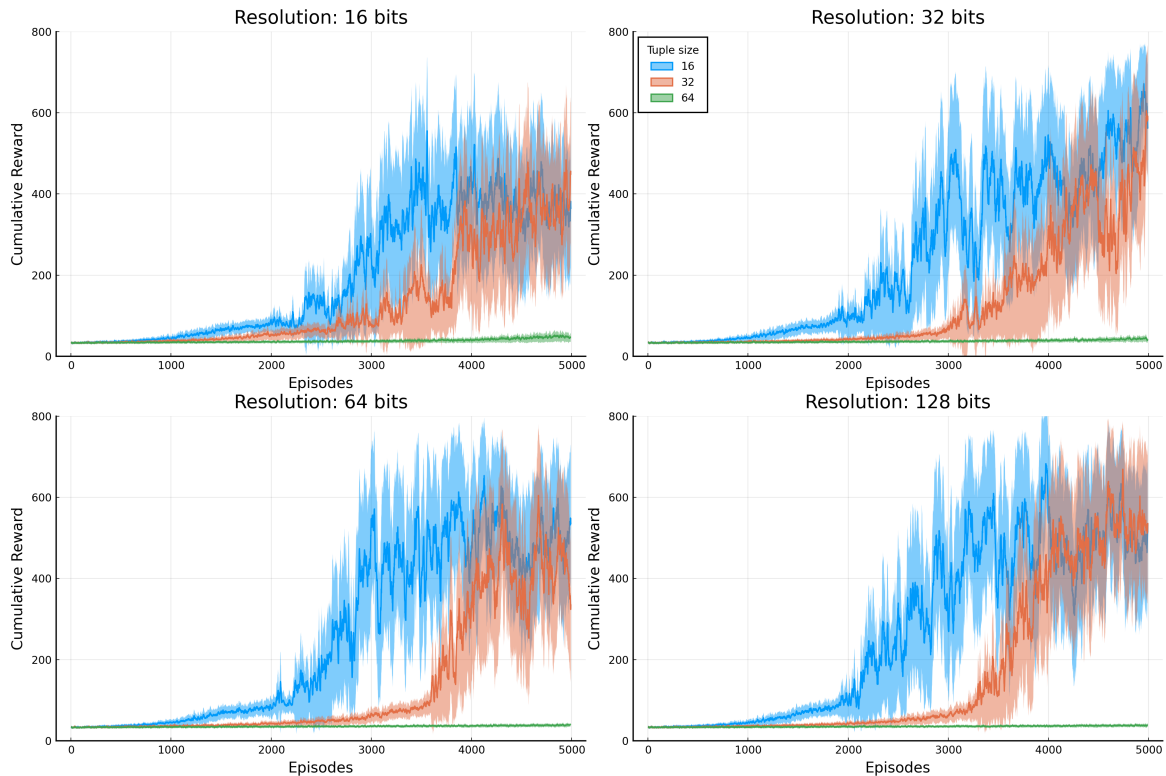 Resolution: 16 bits
800
600
400
200
0
Cumulative Reward
0 1000 2000 3000 4000 5000
Episodes
Resolution: 32 bits
Tuple size
16
32
64
800
600
400
200
0
Cumulative Reward
0 1000 2000 3000 4000 5000
Episodes
Resolution: 64 bits
800
600
400
200
0
Cumulative Reward
0 1000 2000 3000 4000 5000
Episodes
Resolution: 128 bits
800
600
400
200
0
Cumulative Reward
0 1000 2000 3000 4000 5000
Episodes